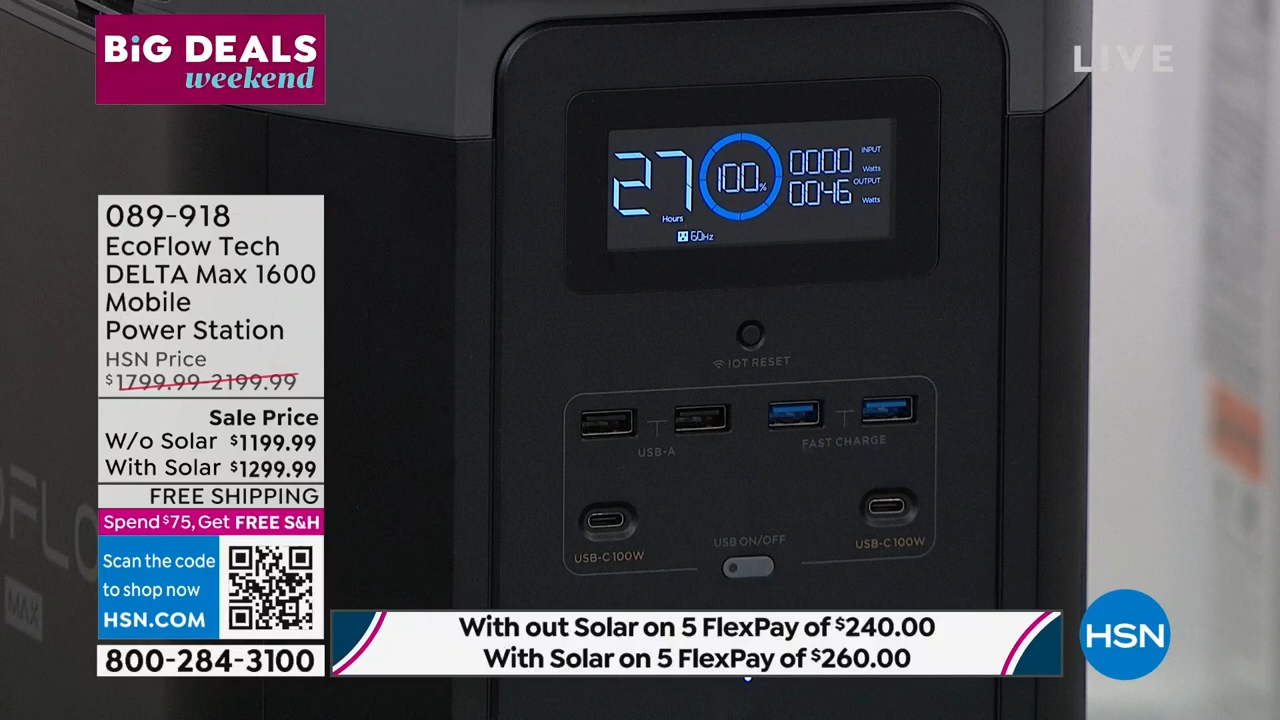 BiG DEALS
weekend
LIVE
089-918
EcoFlow Tech
DELTA Max 1600
Mobile
Power Station
HSN Price
$1799.99-2199.99
Sale Price
W/o Solar $1199.99
With Solar $1299.99
FREE SHIPPING
Spend $75, Get FREE S&H
Scan the code
to shop now
HSN.COM
800-284-3100
27
Hours
100%
0000
INPUT
Watts
0046
OUTPUT
Watts
60Hz
IOT RESET
USB-A
FAST CHARGE
USB-C 100W
USB ON/OFF
USB-C 100W
MAX
With out Solar on 5 FlexPay of $240.00
With Solar on 5 FlexPay of $260.00
HSN